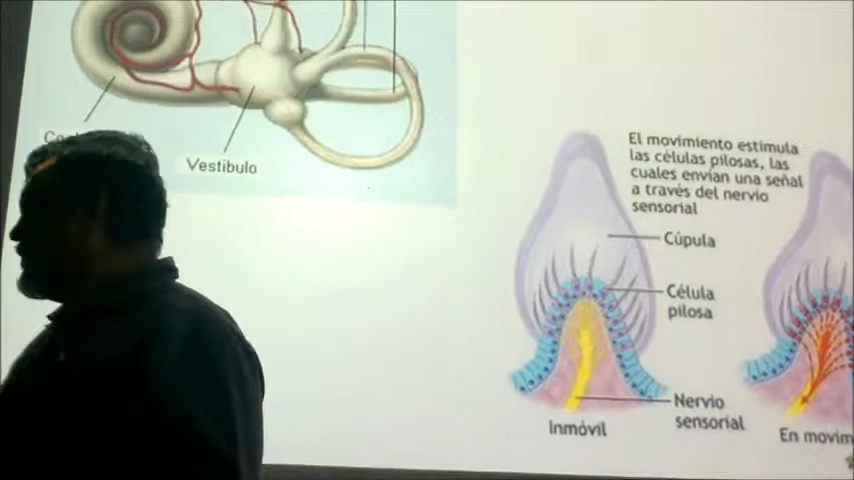 Vestíbulo
El movimiento estimula
las células pilosas, las
cuales envían una señal
a través del nervio
sensorial
Cúpula
Célula
pilosa
Nervio
sensorial
Inmóvil
En